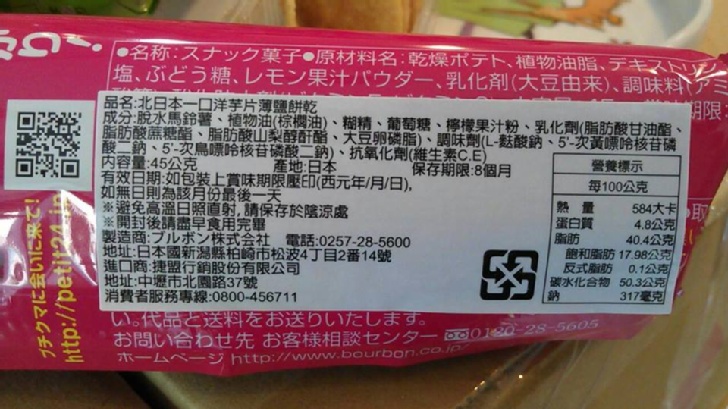 ●名称:スナック菓子●原材料名:乾燥ポテト、植物油脂、デキストリン
塩、ぶどう糖、レモン果汁パウダー、乳化剤(大豆由来)、調味料(アミ
品名:北日本一口洋芋片薄鹽餅乾
成分:脫水馬鈴薯、植物油(棕櫚油)、糊精、葡萄糖、檸檬果汁粉、乳化劑(脂肪酸甘油酯、
脂肪酸蔗糖酯、脂肪酸山梨醇酐酯、大豆卵磷脂)、調味劑(L-麩酸鈉、5'-次黃嘌呤核苷磷
酸二鈉、5'-次鳥嘌呤核苷磷酸二鈉)、抗氧化劑(維生素C.E)
內容量:45公克 產地:日本 保存期限:8個月
有效日期:如包裝上賞味期限壓印(西元年/月/日),
如無日則為該月份最後一天
※避免高溫日照直射,請保存於陰涼處
※開封後請盡早食用完畢
製造商:ブルボン株式会社 電話:0257-28-5600
地址:日本國新潟縣柏崎市松波4丁目2番14號
進口商:捷盟行銷股份有限公司
地址:中壢市北園路37號
消費者服務專線:0800-456711
營養標示
每100公克
熱 量 584大卡
蛋白質 4.8公克
脂肪 40.4公克
飽和脂肪 17.98公克
反式脂肪 0.1公克
碳水化合物 50.3公克
鈉 317毫克
プチクマに会いに来て!
http://petit24.jp
い。代品と送料をお送りいたします。
お問い合わせ先 お客様相談センター 0120-28-5605
ホームページ http://www.bourbon.co.jp